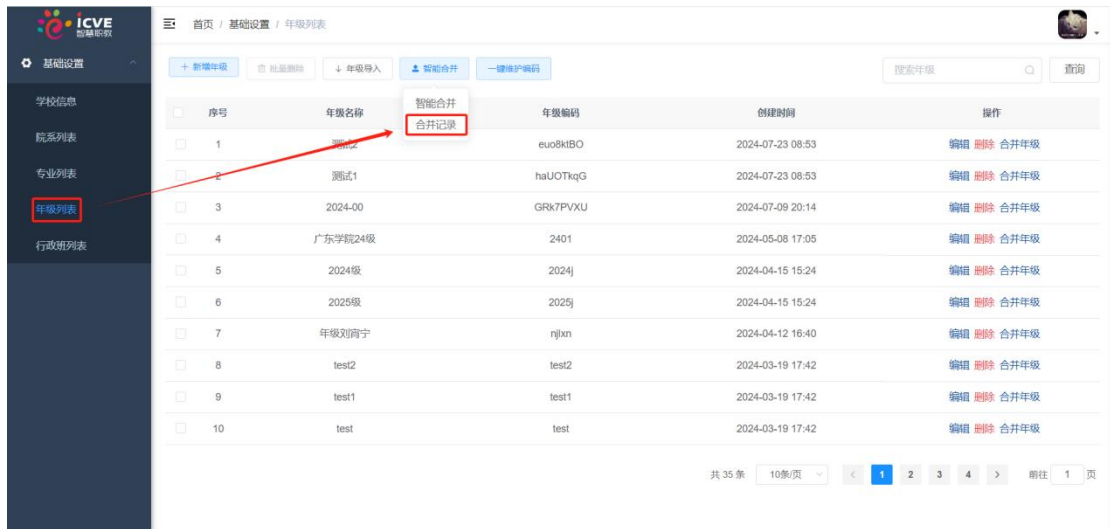 ICVE
智慧职教
首页 / 基础设置 / 年级列表
基础设置
学校信息
院系列表
专业列表
年级列表
行政班列表
+ 新增年级 批量删除 ↓ 年级导入 智能合并 一键维护编码 搜索年级 查询
智能合并
合并记录
序号 年级名称 年级编码 创建时间 操作
1 测试2 euo8ktBO 2024-07-23 08:53 编辑 删除 合并年级
2 测试1 haUOTkqG 2024-07-23 08:53 编辑 删除 合并年级
3 2024-00 GRk7PVXU 2024-07-09 20:14 编辑 删除 合并年级
4 广东学院24级 2401 2024-05-08 17:05 编辑 删除 合并年级
5 2024级 2024j 2024-04-15 15:24 编辑 删除 合并年级
6 2025级 2025j 2024-04-15 15:24 编辑 删除 合并年级
7 年级刘宵宁 njlxn 2024-04-12 16:40 编辑 删除 合并年级
8 test2 test2 2024-03-19 17:42 编辑 删除 合并年级
9 test1 test1 2024-03-19 17:42 编辑 删除 合并年级
10 test test 2024-03-19 17:42 编辑 删除 合并年级
共 35 条 10条/页 < 1 2 3 4 > 前往 1 页